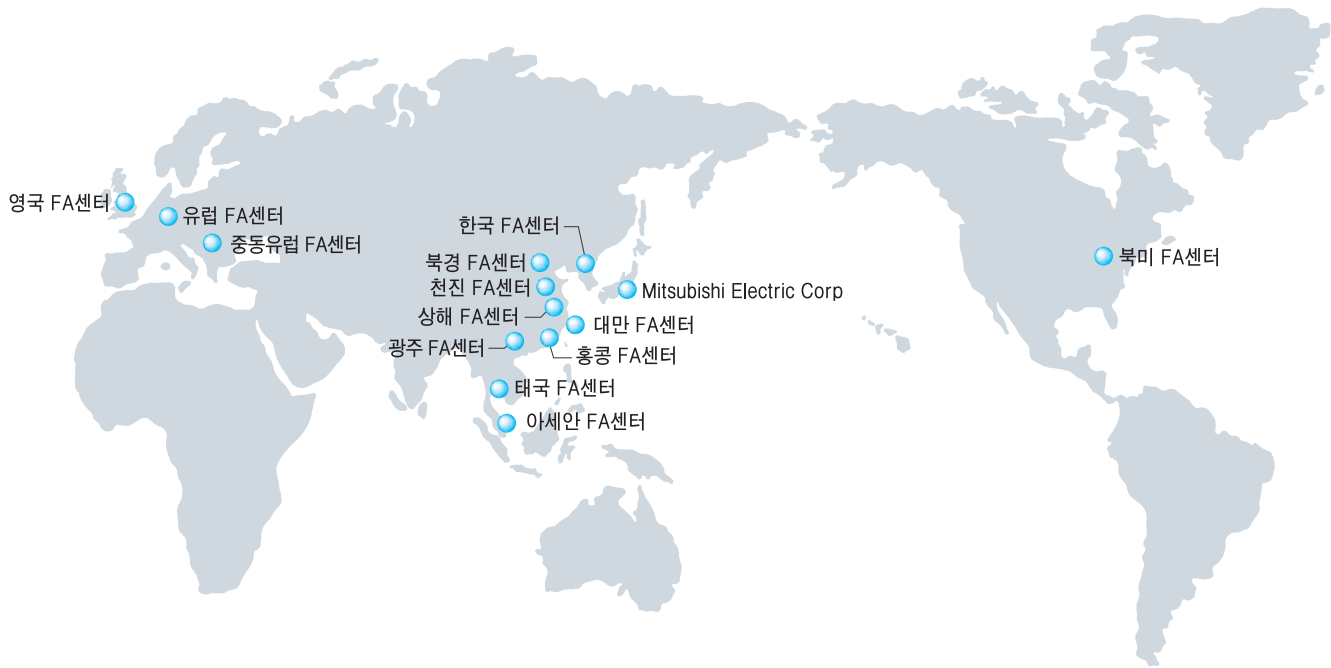 영국 FA센터
유럽 FA센터
중동유럽 FA센터
한국 FA센터
북경 FA센터
천진 FA센터
상해 FA센터
광주 FA센터
Mitsubishi Electric Corp
대만 FA센터
홍콩 FA센터
태국 FA센터
아세안 FA센터
북미 FA센터